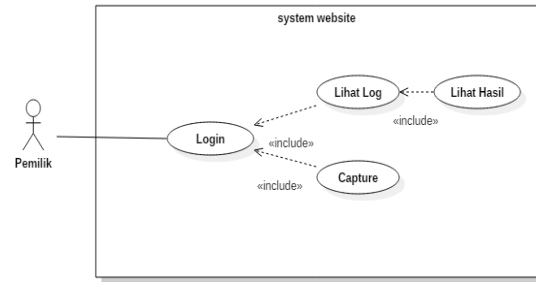 system website
Lihat Log
Lihat Hasil
«include»
Login
«include»
Pemilik
Capture
«include»